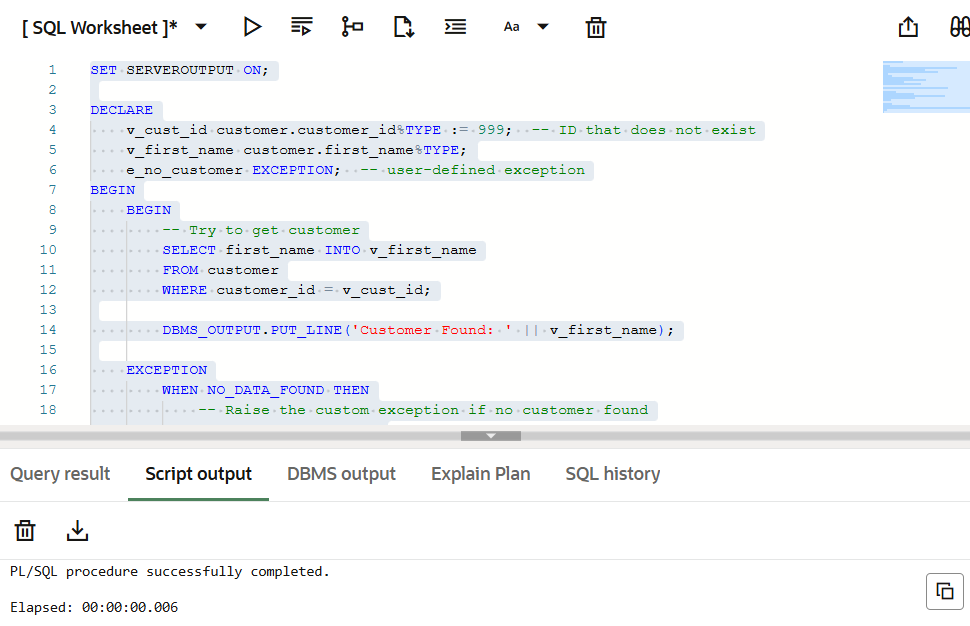 [ SQL Worksheet ]*
Aa
1 SET SERVEROUTPUT ON;
2
3 DECLARE
4 v_cust_id customer.customer_id%TYPE := 999; -- ID that does not exist
5 v_first_name customer.first_name%TYPE;
6 e_no_customer EXCEPTION; -- user-defined exception
7 BEGIN
8 BEGIN
9 -- Try to get customer
10 SELECT first_name INTO v_first_name
11 FROM customer
12 WHERE customer_id = v_cust_id;
13
14 DBMS_OUTPUT.PUT_LINE('Customer Found: ' || v_first_name);
15
16 EXCEPTION
17 WHEN NO_DATA_FOUND THEN
18 -- Raise the custom exception if no customer found
Query result Script output DBMS output Explain Plan SQL history
PL/SQL procedure successfully completed.
Elapsed: 00:00:00.006